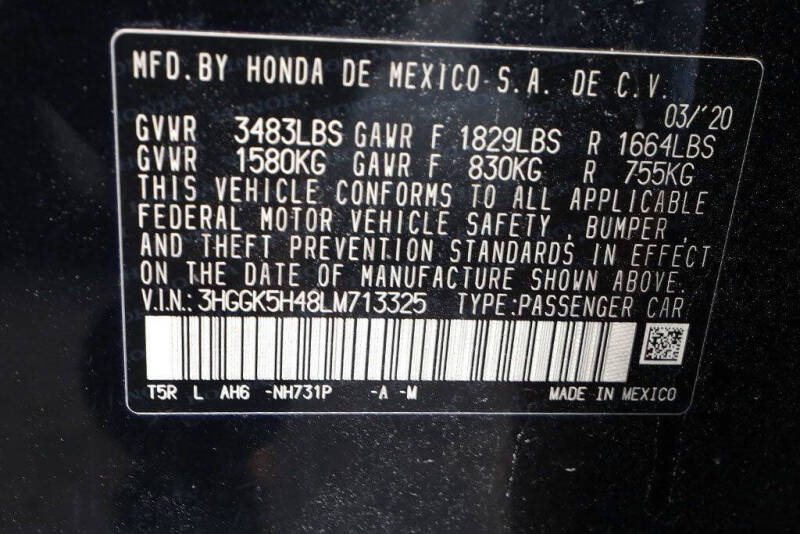 MFD. BY HONDA DE MEXICO S.A. DE C.V.
03/'20
GVWR 3483LBS GAWR F 1829LBS R 1664LBS
GVWR 1580KG GAWR F 830KG R 755KG
THIS VEHICLE CONFORMS TO ALL APPLICABLE
FEDERAL MOTOR VEHICLE SAFETY , BUMPER ,
AND THEFT PREVENTION STANDARDS IN EFFECT
ON THE DATE OF MANUFACTURE SHOWN ABOVE.
V.I.N.: 3HGGK5H48LM713325 TYPE:PASSENGER CAR
T5R L AH6 -NH731P -A -M MADE IN MEXICO